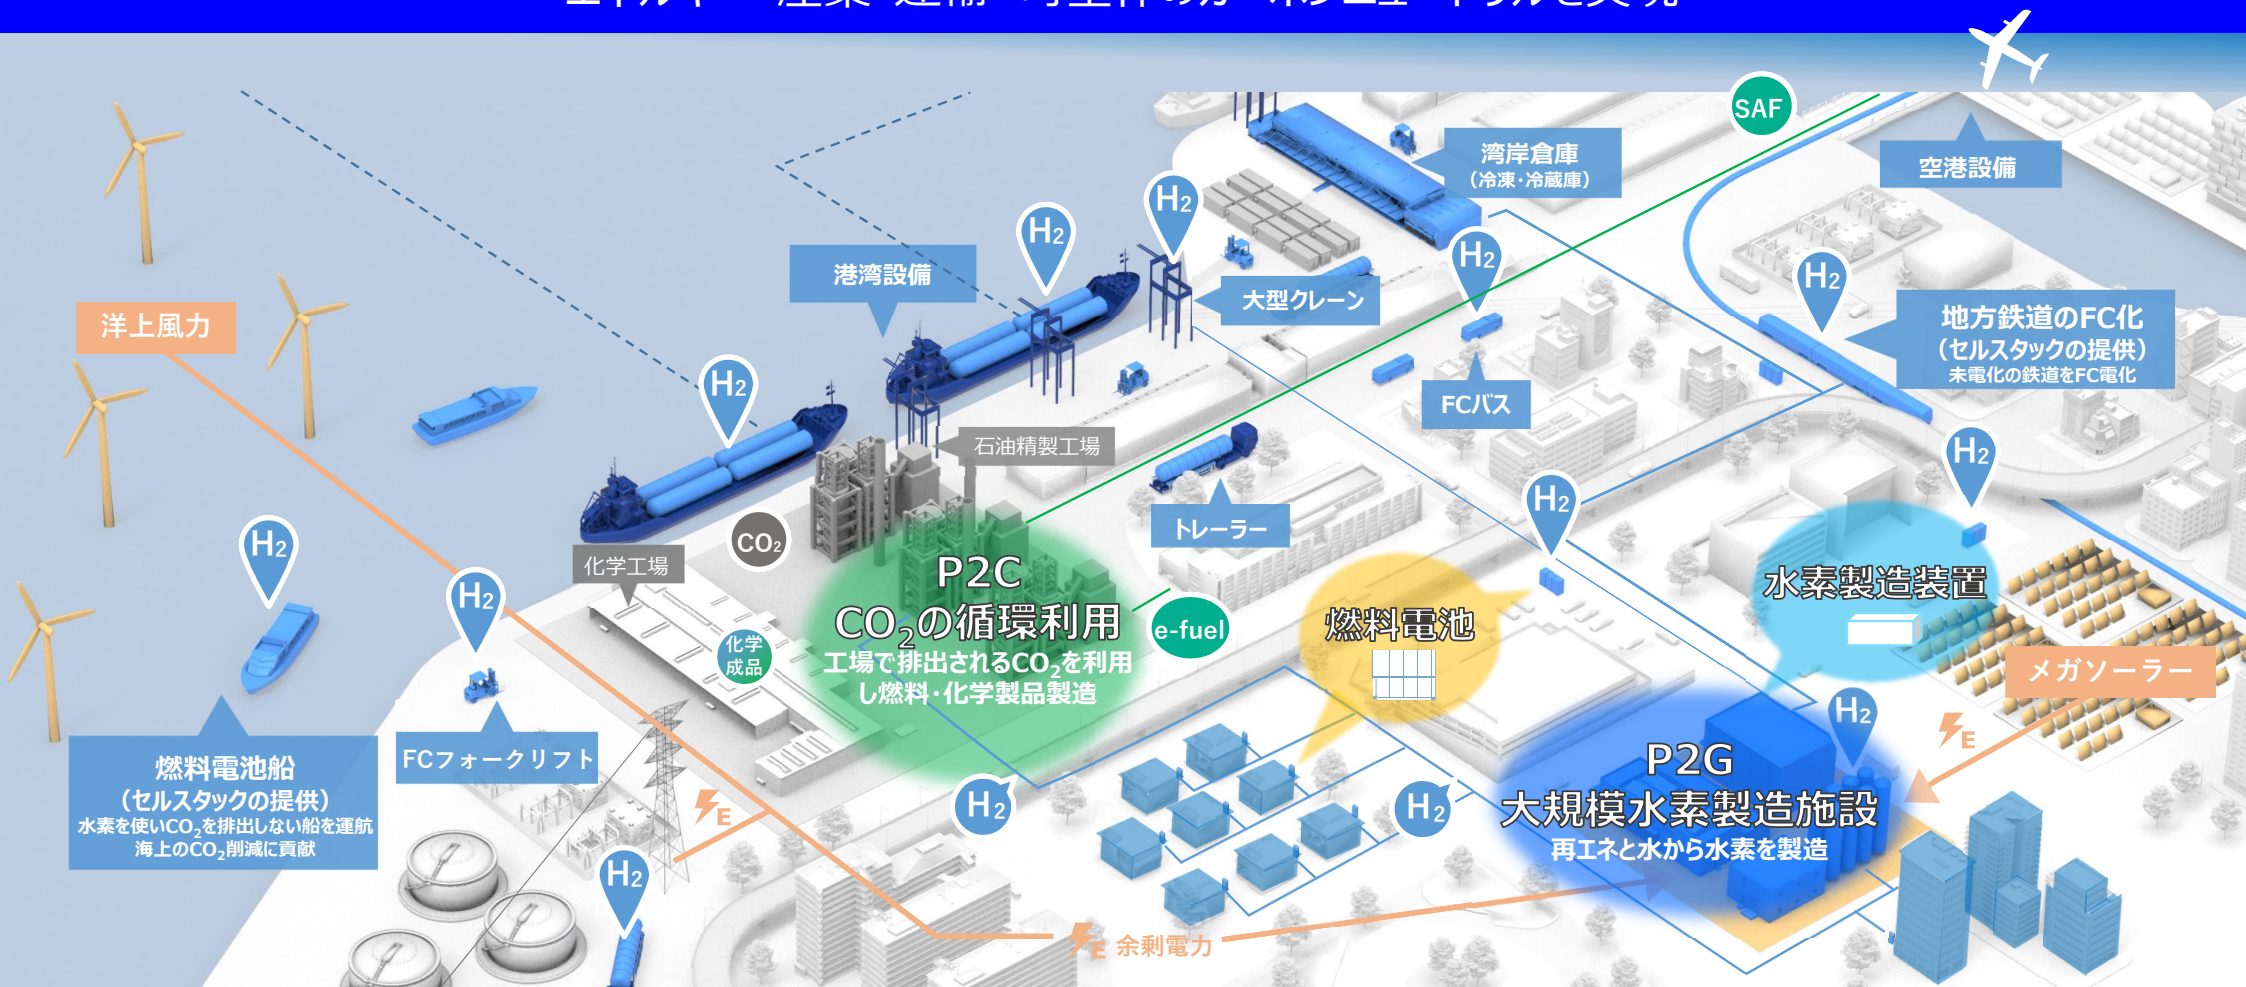 SAF
湾岸倉庫
（冷凍・冷蔵庫）
空港設備
H2
H2
H2
H2
港湾設備
大型クレーン
洋上風力
地方鉄道のFC化
（セルスタックの提供）
未電化の鉄道をFC電化
H2
FCバス
石油精製工場
H2
H2
トレーラー
CO2
H2
化学工場
P2C
CO2の循環利用
工場で排出されるCO2を利用
し燃料・化学製品製造
水素製造装置
H2
燃料電池
e-fuel
化学
成品
メガソーラー
H2
E
燃料電池船
（セルスタックの提供）
水素を使いCO2を排出しない船を運航
海上のCO2削減に貢献
FCフォークリフト
P2G
大規模水素製造施設
再エネと水から水素を製造
E
H2
H2
H2
E 余剰電力